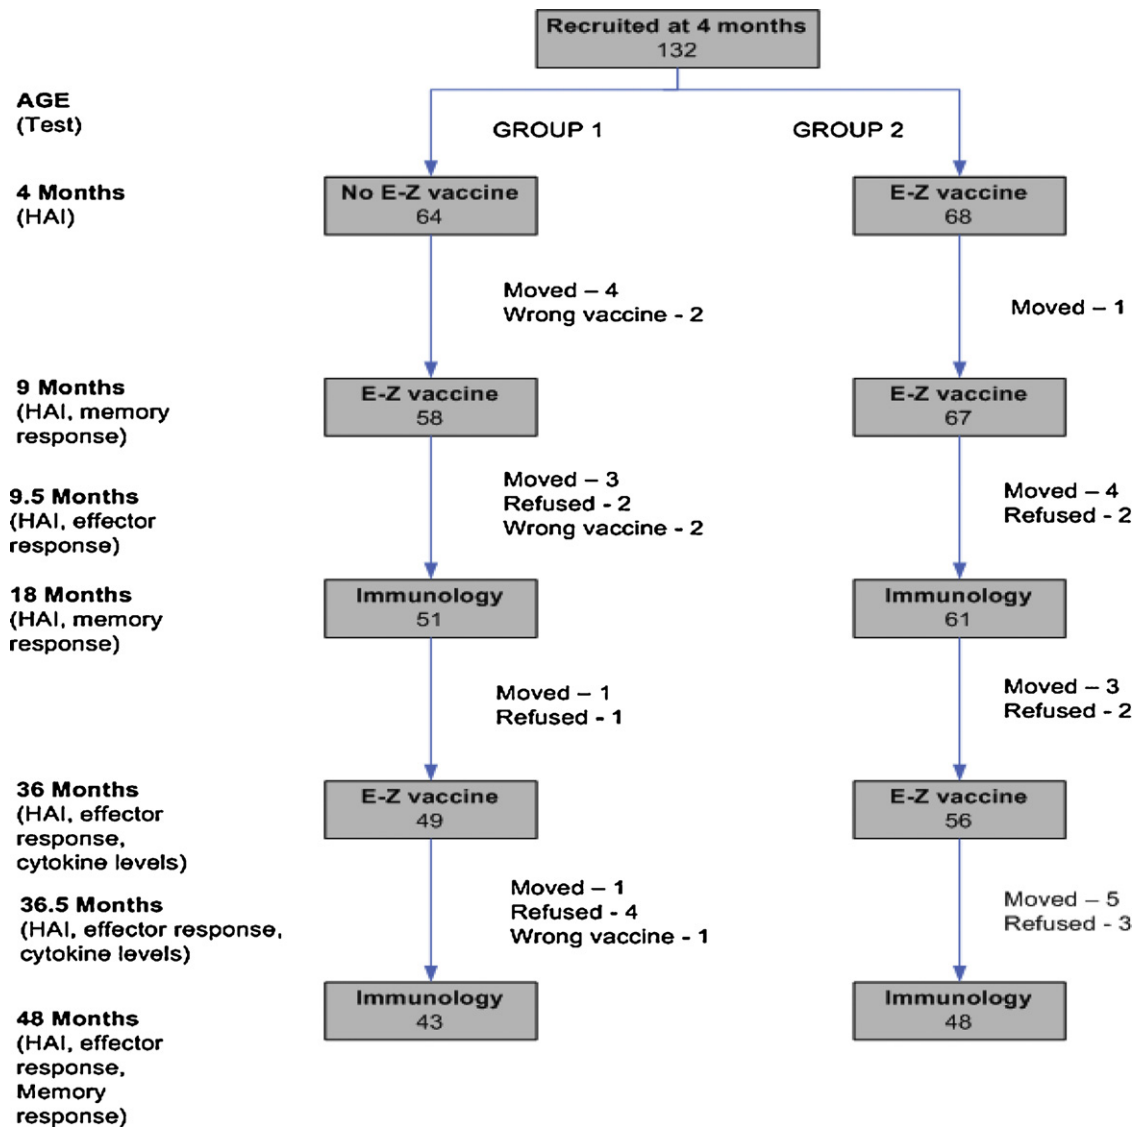 Recruited at 4 months
132
AGE
(Test)
GROUP 1
GROUP 2
4 Months
(HAI)
No E-Z vaccine
64
E-Z vaccine
68
Moved – 4
Wrong vaccine - 2
Moved – 1
9 Months
(HAI, memory
response)
E-Z vaccine
58
E-Z vaccine
67
9.5 Months
(HAI, effector
response)
Moved – 3
Refused - 2
Wrong vaccine - 2
Moved – 4
Refused - 2
18 Months
(HAI, memory
response)
Immunology
51
Immunology
61
Moved – 1
Refused - 1
Moved – 3
Refused - 2
36 Months
(HAI, effector
response,
cytokine levels)
E-Z vaccine
49
E-Z vaccine
56
36.5 Months
(HAI, effector response,
cytokine levels)
Moved – 1
Refused - 4
Wrong vaccine - 1
Moved – 5
Refused - 3
48 Months
(HAI, effector
response,
Memory
response)
Immunology
43
Immunology
48